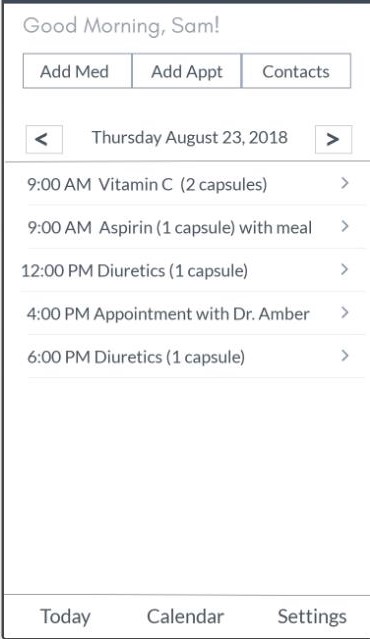 Good Morning, Sam!
Add Med Add Appt Contacts
< Thursday August 23, 2018 >
9:00 AM Vitamin C (2 capsules) >
9:00 AM Aspirin (1 capsule) with meal >
12:00 PM Diuretics (1 capsule) >
4:00 PM Appointment with Dr. Amber >
6:00 PM Diuretics (1 capsule) >
Today Calendar Settings